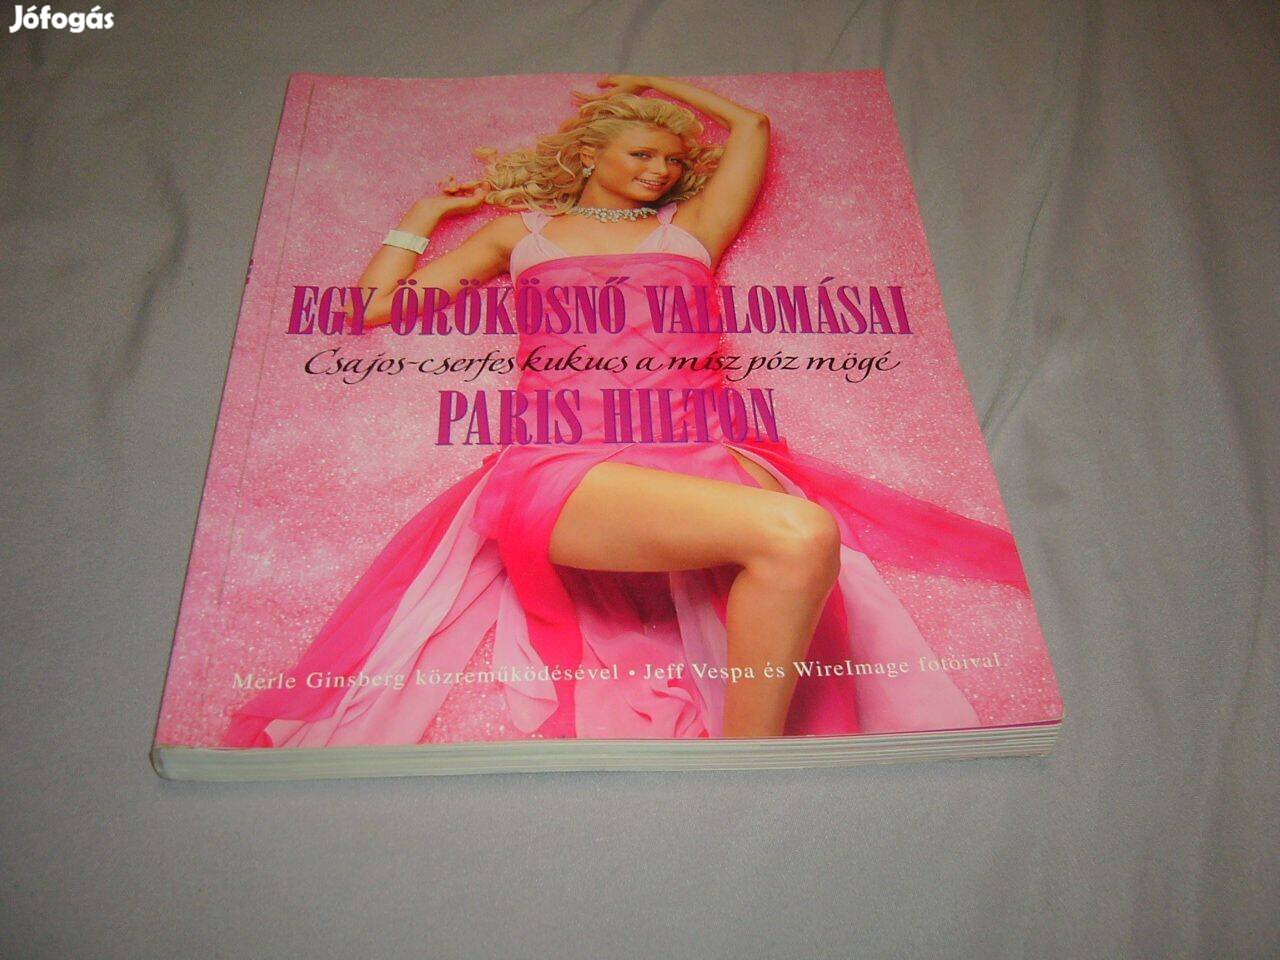 Jófogás
EGY ÖRÖKÖSNŐ VALLOMÁSAI
Csajos-cserfes kukucs a mísz póz mögé
PARIS HILTON
Merle Ginsberg közreműködésével • Jeff Vespa és WireImage fotóival.